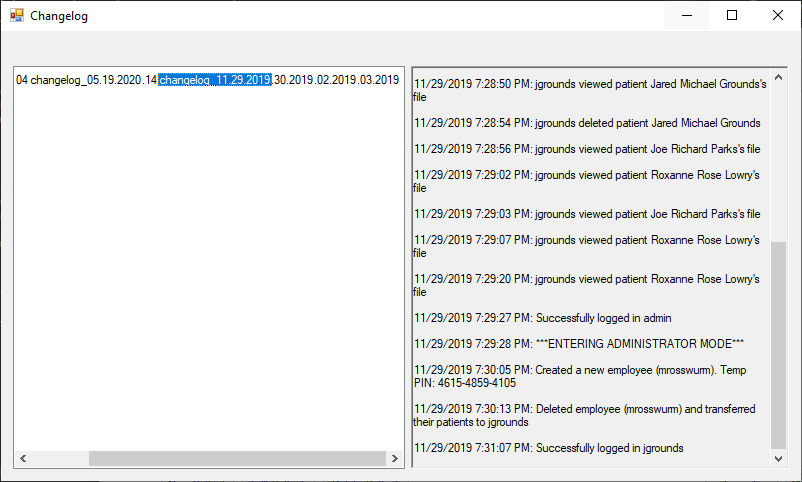 Changelog
04 changelog_05.19.2020.14 changelog_11.29.2019.30.2019.02.2019.03.2019
11/29/2019 7:28:50 PM: jgrounds viewed patient Jared Michael Grounds's
file
11/29/2019 7:28:54 PM: jgrounds deleted patient Jared Michael Grounds
11/29/2019 7:28:56 PM: jgrounds viewed patient Joe Richard Parks's file
11/29/2019 7:29:02 PM: jgrounds viewed patient Roxanne Rose Lowry's
file
11/29/2019 7:29:03 PM: jgrounds viewed patient Joe Richard Parks's file
11/29/2019 7:29:07 PM: jgrounds viewed patient Roxanne Rose Lowry's
file
11/29/2019 7:29:20 PM: jgrounds viewed patient Roxanne Rose Lowry's
file
11/29/2019 7:29:27 PM: Successfully logged in admin
11/29/2019 7:29:28 PM: ***ENTERING ADMINISTRATOR MODE***
11/29/2019 7:30:05 PM: Created a new employee (mrosswurm). Temp
PIN: 4615-4859-4105
11/29/2019 7:30:13 PM: Deleted employee (mrosswurm) and transferred
their patients to jgrounds
11/29/2019 7:31:07 PM: Successfully logged in jgrounds